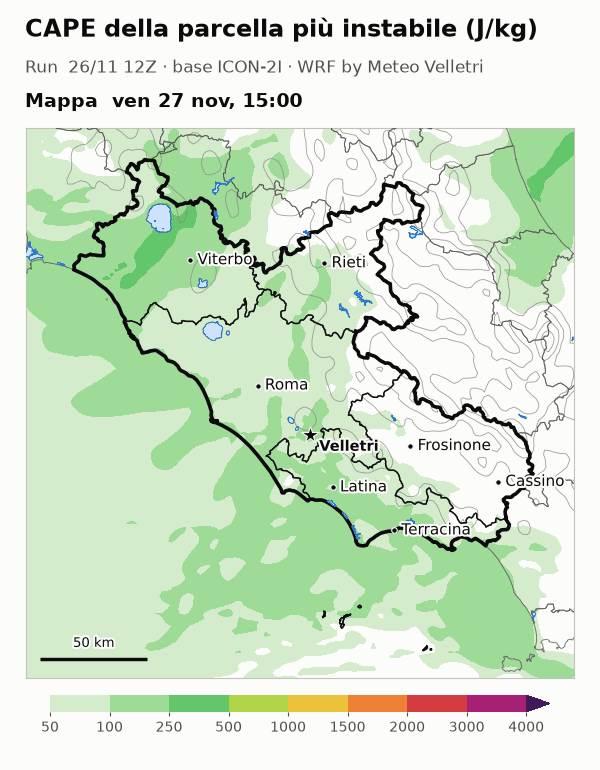 CAPE della parcella più instabile (J/kg)
Run 26/11 12Z · base ICON-2I · WRF by Meteo Velletri
Mappa ven 27 nov, 15:00
Viterbo
Rieti
Roma
Velletri
Frosinone
Cassino
Latina
Terracina
50 km
50 100 250 500 1000 1500 2000 3000 4000